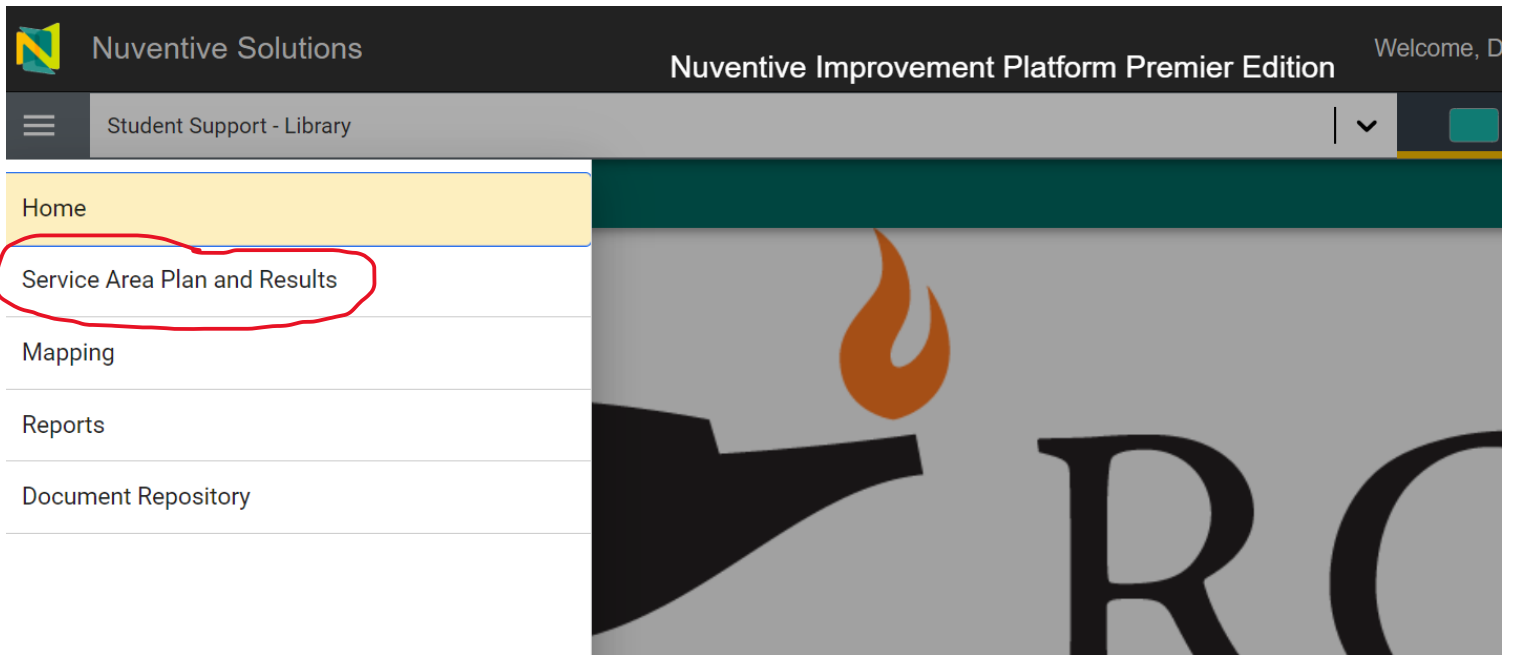 Nuventive Solutions
Nuventive Improvement Platform Premier Edition
Welcome, D
Student Support - Library
Home
Service Area Plan and Results
Mapping
Reports
Document Repository
RO